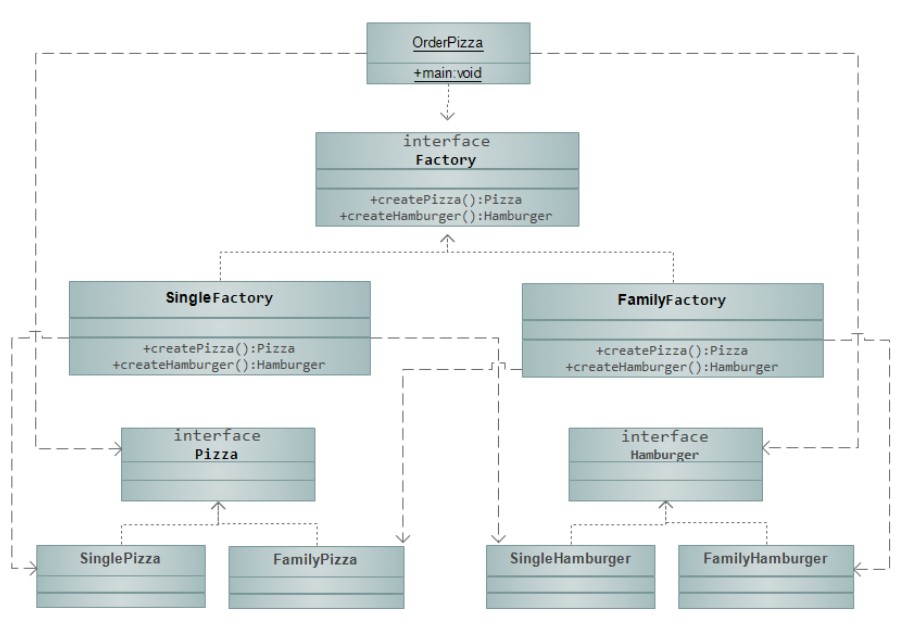 OrderPizza
+main:void
interface
Factory
+createPizza():Pizza
+createHamburger():Hamburger
SingleFactory
+createPizza():Pizza
+createHamburger():Hamburger
FamilyFactory
+createPizza():Pizza
+createHamburger():Hamburger
interface
Pizza
interface
Hamburger
SinglePizza
FamilyPizza
SingleHamburger
FamilyHamburger